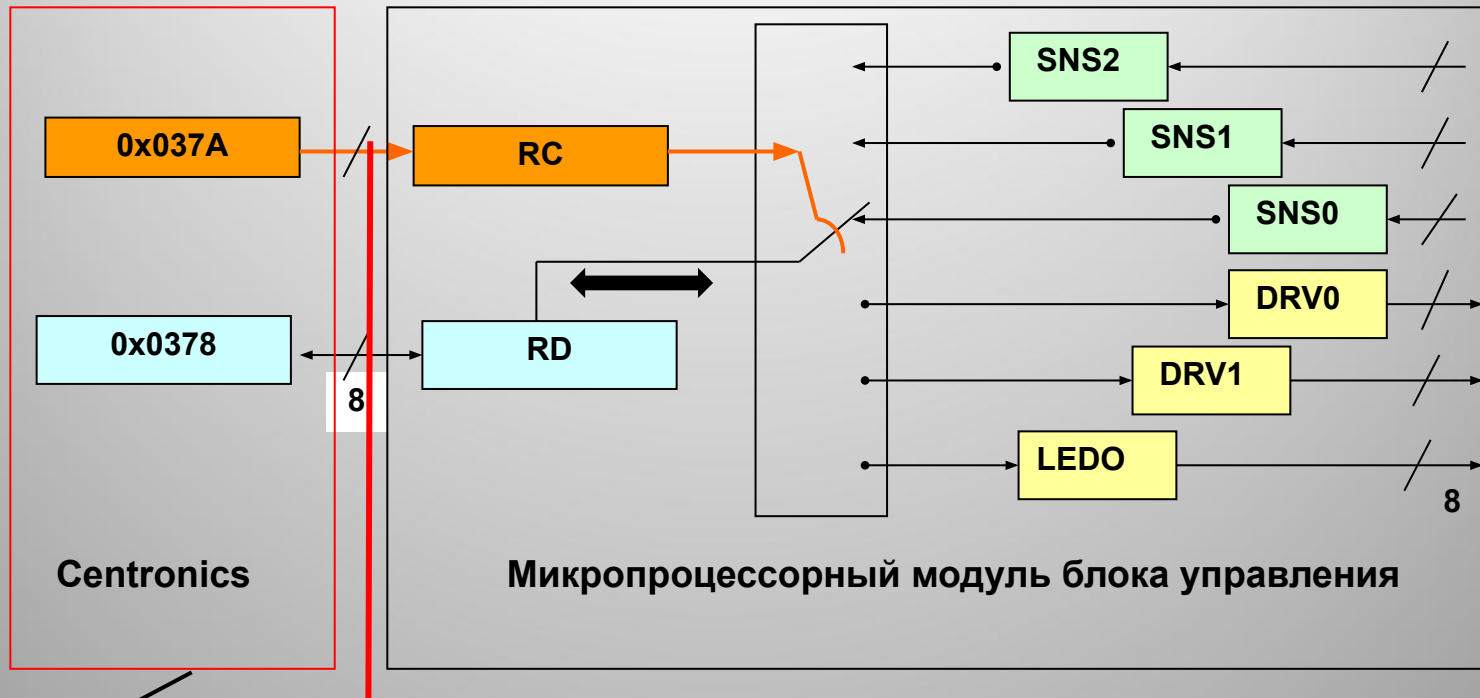 SNS2
0x037A
RC
SNS1
SNS0
DRV0
0x0378
RD
8
DRV1
LEDO
8
Centronics
Микропроцессорный модуль блока управления